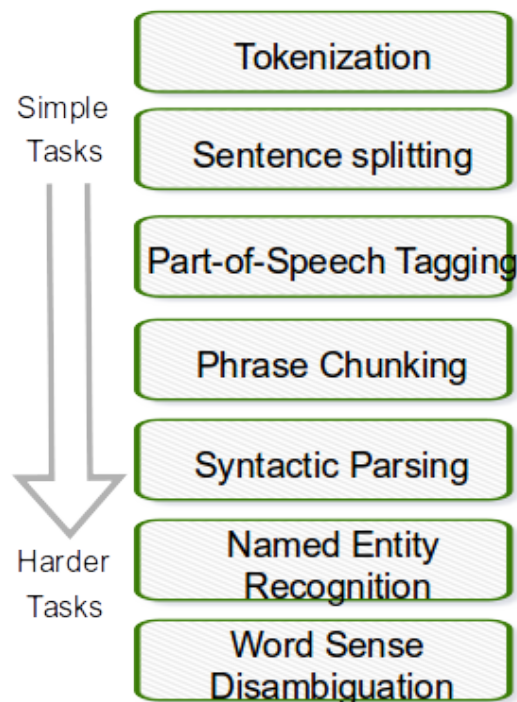 Tokenization
Simple
Tasks
Sentence splitting
Part-of-Speech Tagging
Phrase Chunking
Syntactic Parsing
Harder
Tasks
Named Entity
Recognition
Word Sense
Disambiguation